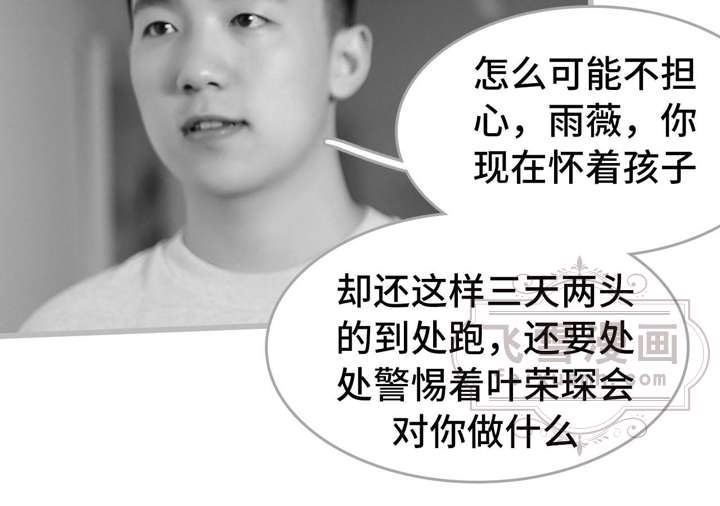 怎么可能不担
心，雨薇，你
现在怀着孩子
却还这样三天两头
的到处跑，还要处
处警惕着叶荣琛会
对你做什么
飞雪漫画